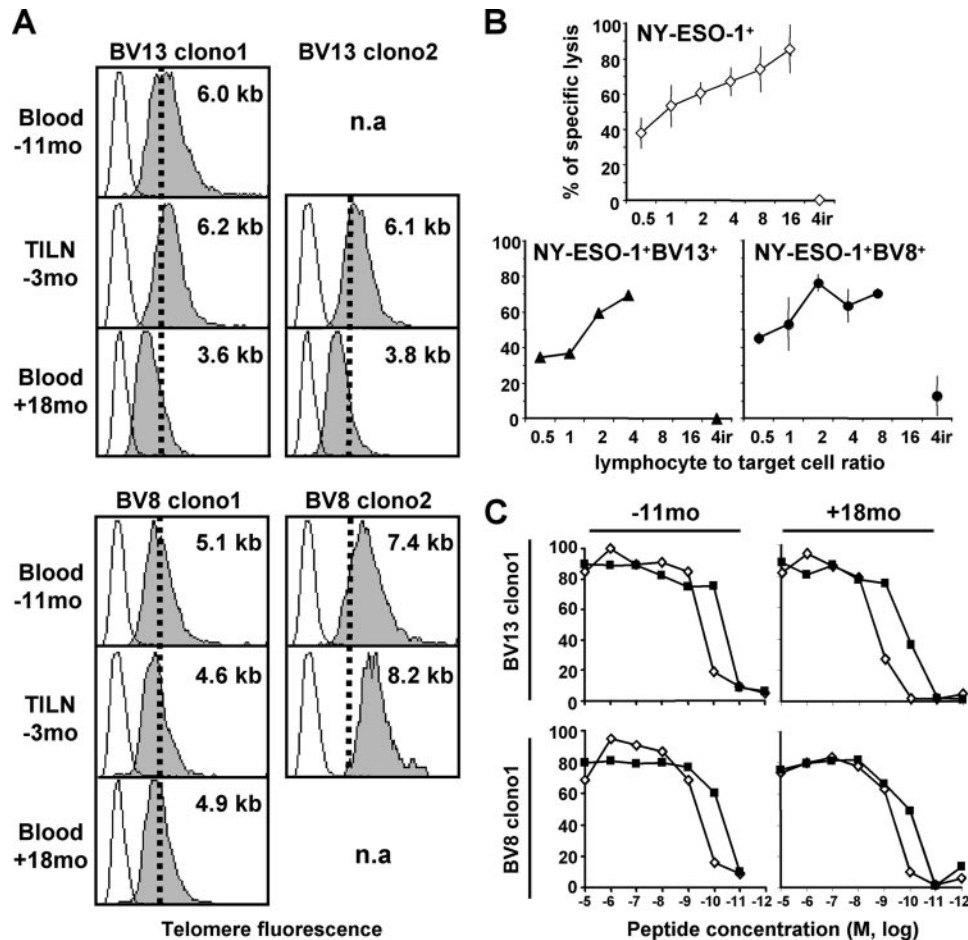 A
BV13 clono1
BV13 clono2
Blood
-11mo
6.0 kb
n.a
TILN
-3mo
6.2 kb
6.1 kb
Blood
+18mo
3.6 kb
3.8 kb
BV8 clono1
BV8 clono2
Blood
-11mo
5.1 kb
7.4 kb
TILN
-3mo
4.6 kb
8.2 kb
Blood
+18mo
4.9 kb
n.a
Telomere fluorescence
B
NY-ESO-1+
% of specific lysis
100
80
60
40
20
0
0.5 1 2 4 8 16 4ir
NY-ESO-1+BV13+
NY-ESO-1+BV8+
100
80
60
40
20
0
0.5 1 2 4 8 16 4ir
0.5 1 2 4 8 16 4ir
lymphocyte to target cell ratio
C
-11mo
+18mo
BV13 clono1
100
80
60
40
20
0
BV8 clono1
100
80
60
40
20
0
-5 -6 -7 -8 -9 -10 -11 -12
-5 -6 -7 -8 -9 -10 -11 -12
Peptide concentration (M, log)